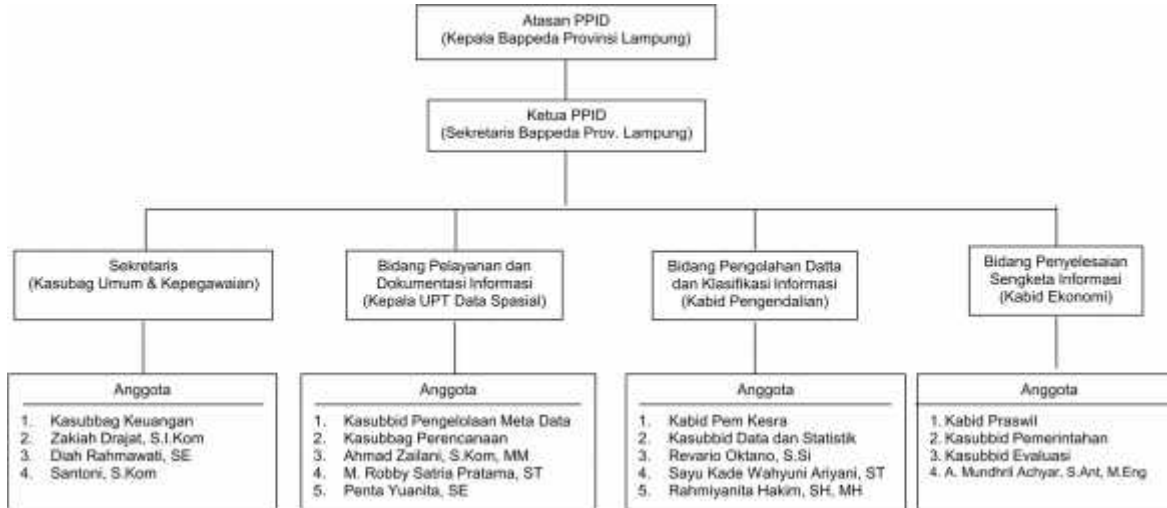 Atasan PPID
(Kepala Bappeda Provinsi Lampung)
Ketua PPID
(Sekretaris Bappeda Prov. Lampung)
Sekretaris
(Kasubag Umum & Kepegawaian)
Bidang Pelayanan dan
Dokumentasi Informasi
(Kepala UPT Data Spasial)
Bidang Pengolahan Datta
dan Klasifikasi Informasi
(Kabid Pengendalian)
Bidang Penyelesaian
Sengketa Informasi
(Kabid Ekonomi)
Anggota
1. Kasubbag Keuangan
2. Zakiah Drajat, S.I.Kom
3. Diah Rahmawati, SE
4. Santoni, S.Kom
Anggota
1. Kasubbid Pengelolaan Meta Data
2. Kasubbag Perencanaan
3. Ahmad Zailani, S.Kom, MM
4. M. Robby Satria Pratama, ST
5. Penta Yuanita, SE
Anggota
1. Kabid Pem Kesra
2. Kasubbid Data dan Statistik
3. Revario Oktano, S.Si
4. Sayu Kade Wahyuni Ariyani, ST
5. Rahmiyanita Hakim, SH, MH
Anggota
1. Kabid Praswil
2. Kasubbid Pemerintahan
3. Kasubbid Evaluasi
4. A. Mundhril Achyar, S.Ant, M.Eng